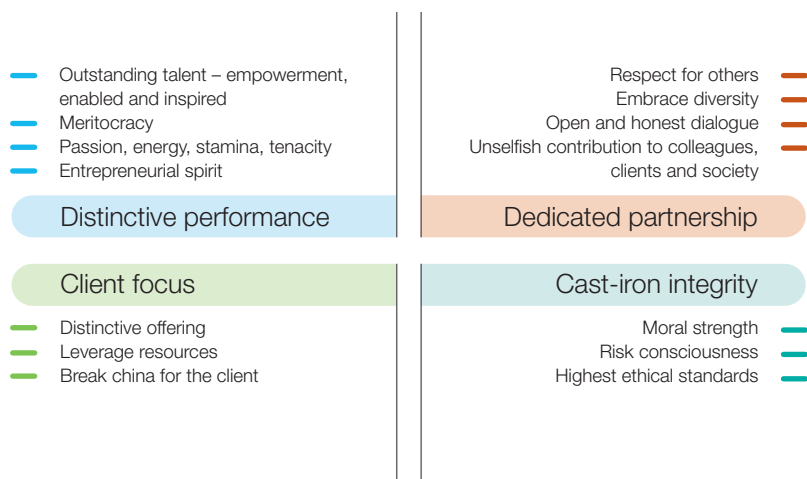 Outstanding talent – empowerment,
enabled and inspired
Meritocracy
Passion, energy, stamina, tenacity
Entrepreneurial spirit
Distinctive performance
Respect for others
Embrace diversity
Open and honest dialogue
Unselfish contribution to colleagues,
clients and society
Dedicated partnership
Client focus
Distinctive offering
Leverage resources
Break china for the client
Cast-iron integrity
Moral strength
Risk consciousness
Highest ethical standards